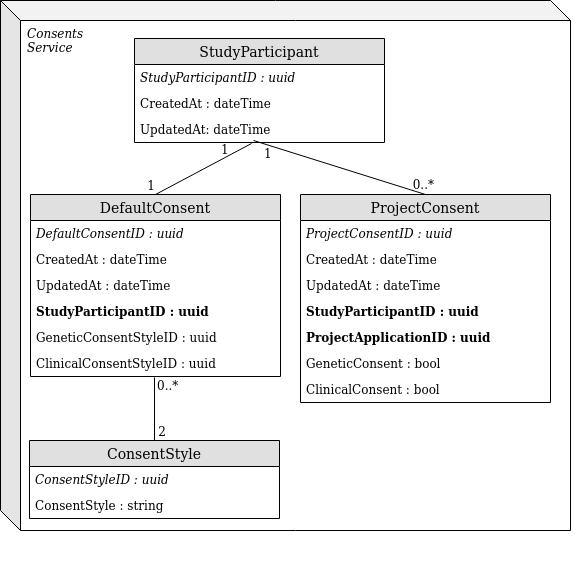 Consents
Service
StudyParticipant
StudyParticipantID : uuid
CreatedAt : dateTime
UpdatedAt: dateTime
1
1
1
0..*
DefaultConsent
DefaultConsentID : uuid
CreatedAt : dateTime
UpdatedAt : dateTime
StudyParticipantID : uuid
GeneticConsentStyleID : uuid
ClinicalConsentStyleID : uuid
ProjectConsent
ProjectConsentID : uuid
CreatedAt : dateTime
UpdatedAt : dateTime
StudyParticipantID : uuid
ProjectApplicationID : uuid
GeneticConsent : bool
ClinicalConsent : bool
0..*
2
ConsentStyle
ConsentStyleID : uuid
ConsentStyle : string